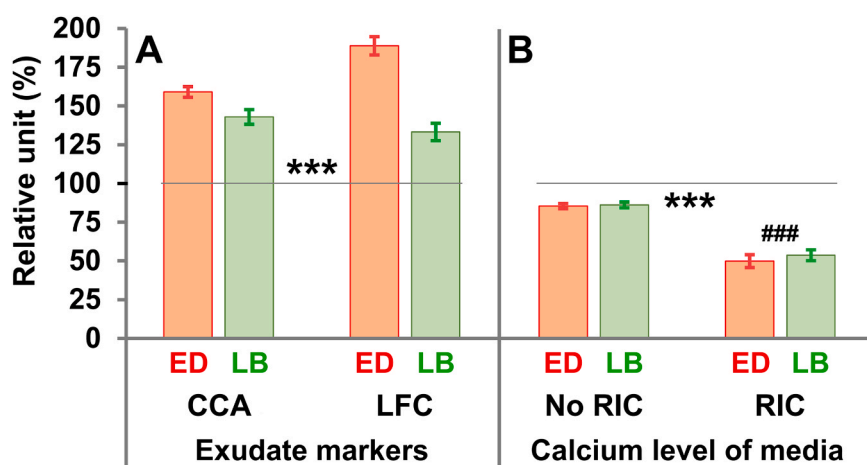 A
B
Relative unit (%)
200
175
150
125
100
75
50
25
0
***
***
###
ED LB ED LB ED LB ED LB
CCA LFC No RIC RIC
Exudate markers Calcium level of media